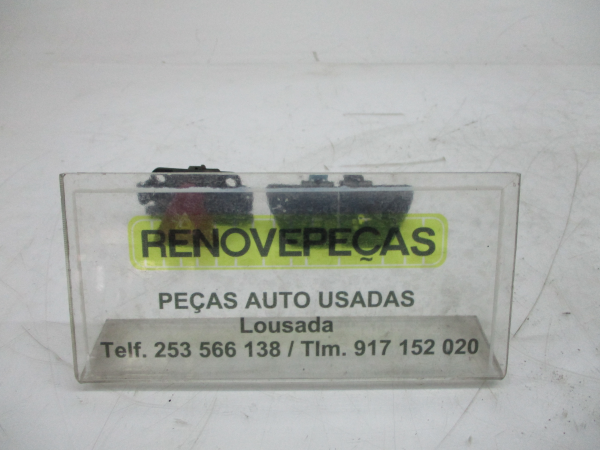 RENOVEPEÇAS
PEÇAS AUTO USADAS
Lousada
Telf. 253 566 138 / Tlm. 917 152 020